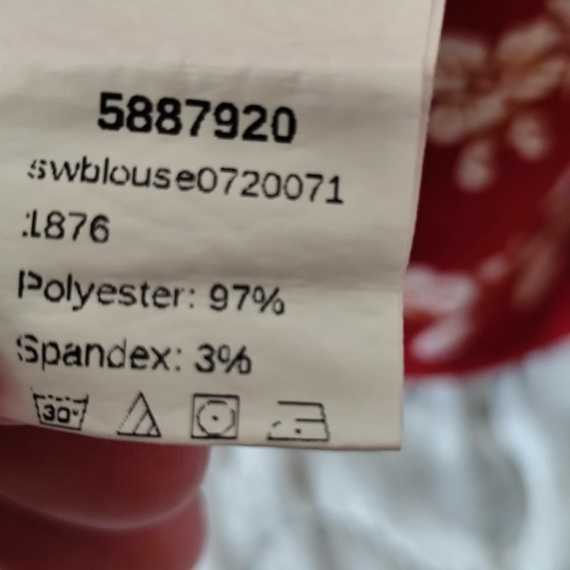 5887920
swblouse0720071
1876
Polyester: 97%
Spandex: 3%
30°